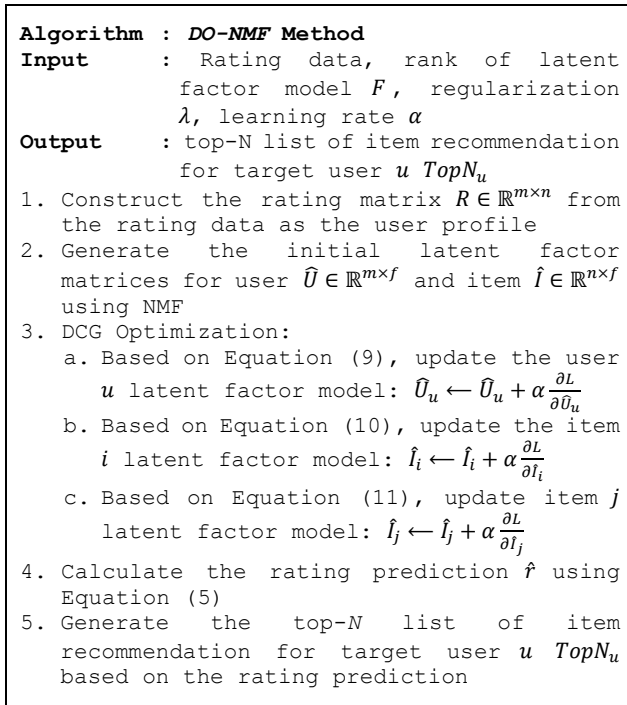 Algorithm : DO-NMF Method
Input : Rating data, rank of latent
factor model F , regularization
λ, learning rate α
Output : top-N list of item recommendation
for target user u TopNᵤ
1. Construct the rating matrix R ∈ ℝᵐˣⁿ from
the rating data as the user profile
2. Generate the initial latent factor
matrices for user Û ∈ ℝᵐˣᶠ and item Î ∈ ℝⁿˣᶠ
using NMF
3. DCG Optimization:
a. Based on Equation (9), update the user
u latent factor model: Ûᵤ ← Ûᵤ + α ∂L/∂Ûᵤ
b. Based on Equation (10), update the item
i latent factor model: Îᵢ ← Îᵢ + α ∂L/∂Îᵢ
c. Based on Equation (11), update item j
latent factor model: Îⱼ ← Îⱼ + α ∂L/∂Îⱼ
4. Calculate the rating prediction r̂ using
Equation (5)
5. Generate the top-N list of item
recommendation for target user u TopNᵤ
based on the rating prediction